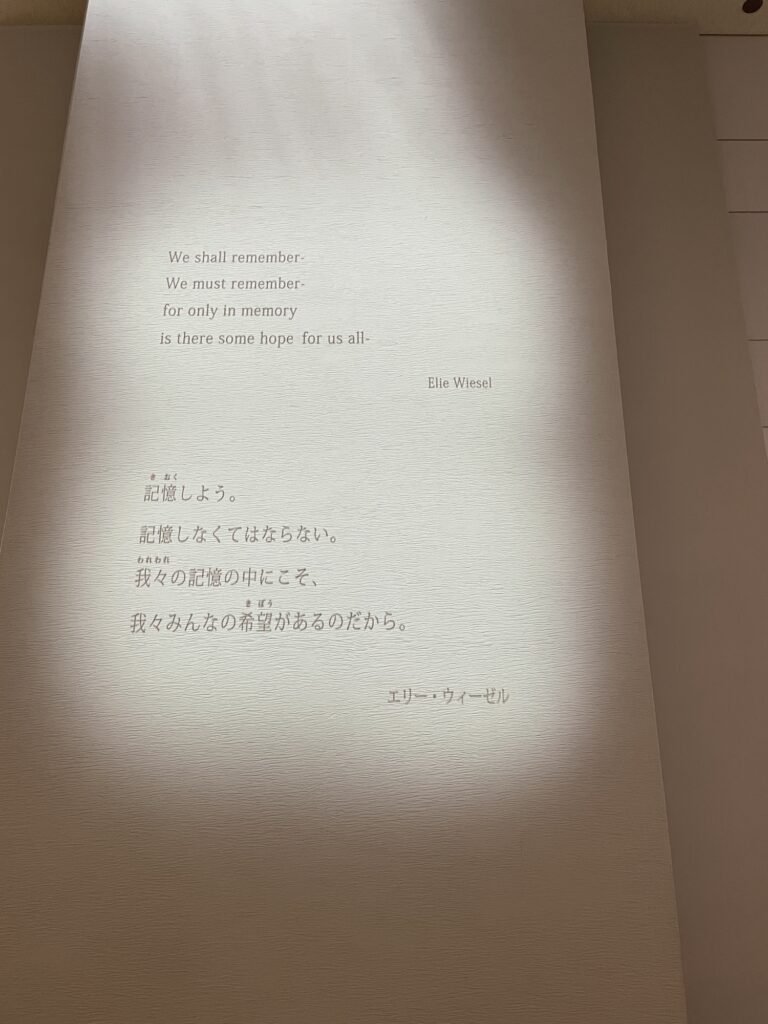 We shall remember-
We must remember-
for only in memory
is there some hope for us all-
Elie Wiesel
きおく
記憶しよう。
記憶しなくてはならない。
われわれ
我々の記憶の中にこそ、
きぼう
我々みんなの希望があるのだから。
エリー・ウィーゼル